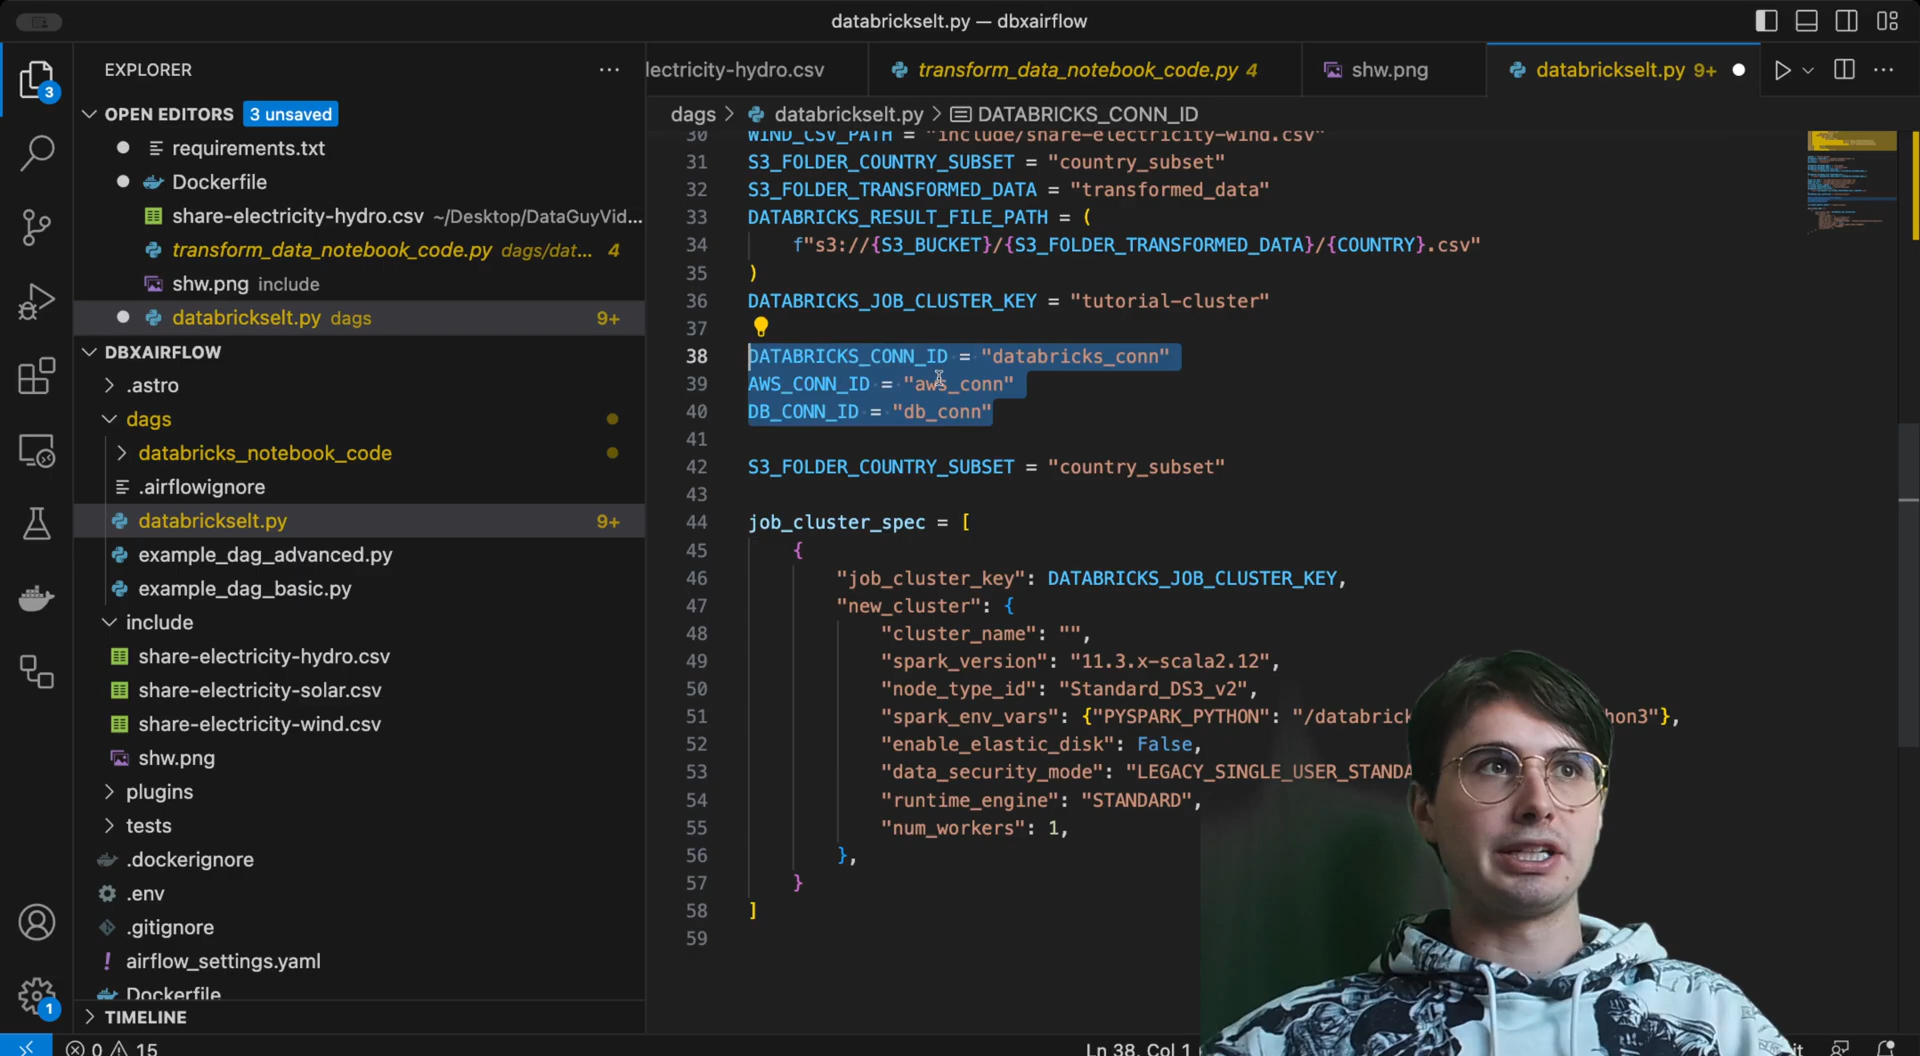 databrickselt.py — dbxairflow
EXPLORER
OPEN EDITORS 3 unsaved
requirements.txt
Dockerfile
share-electricity-hydro.csv ~/Desktop/DataGuyVid...
transform_data_notebook_code.py dags/dat... 4
shw.png include
databrickselt.py dags 9+
DBXAIRFLOW
.astro
dags
databricks_notebook_code
.airflowignore
databrickselt.py 9+
example_dag_advanced.py
example_dag_basic.py
include
share-electricity-hydro.csv
share-electricity-solar.csv
share-electricity-wind.csv
shw.png
plugins
tests
.dockerignore
.env
.gitignore
airflow_settings.yaml
Dockerfile
TIMELINE
3
1
lectricity-hydro.csv transform_data_notebook_code.py 4 shw.png databrickselt.py 9+
dags > databrickselt.py > DATABRICKS_CONN_ID
30 WIND_CSV_PATH = "include/share-electricity-wind.csv"
31 S3_FOLDER_COUNTRY_SUBSET = "country_subset"
32 S3_FOLDER_TRANSFORMED_DATA = "transformed_data"
33 DATABRICKS_RESULT_FILE_PATH = (
34 f"s3://{S3_BUCKET}/{S3_FOLDER_TRANSFORMED_DATA}/{COUNTRY}.csv"
35 )
36 DATABRICKS_JOB_CLUSTER_KEY = "tutorial-cluster"
37
38 DATABRICKS_CONN_ID = "databricks_conn"
39 AWS_CONN_ID = "aws_conn"
40 DB_CONN_ID = "db_conn"
41
42 S3_FOLDER_COUNTRY_SUBSET = "country_subset"
43
44 job_cluster_spec = [
45 {
46 "job_cluster_key": DATABRICKS_JOB_CLUSTER_KEY,
47 "new_cluster": {
48 "cluster_name": "",
49 "spark_version": "11.3.x-scala2.12",
50 "node_type_id": "Standard_DS3_v2",
51 "spark_env_vars": {"PYSPARK_PYTHON": "/databrick hon3"},
52 "enable_elastic_disk": False,
53 "data_security_mode": "LEGACY_SINGLE_USER_STANDA
54 "runtime_engine": "STANDARD",
55 "num_workers": 1,
56 },
57 }
58 ]
59
0 15 Ln 38, Col 1